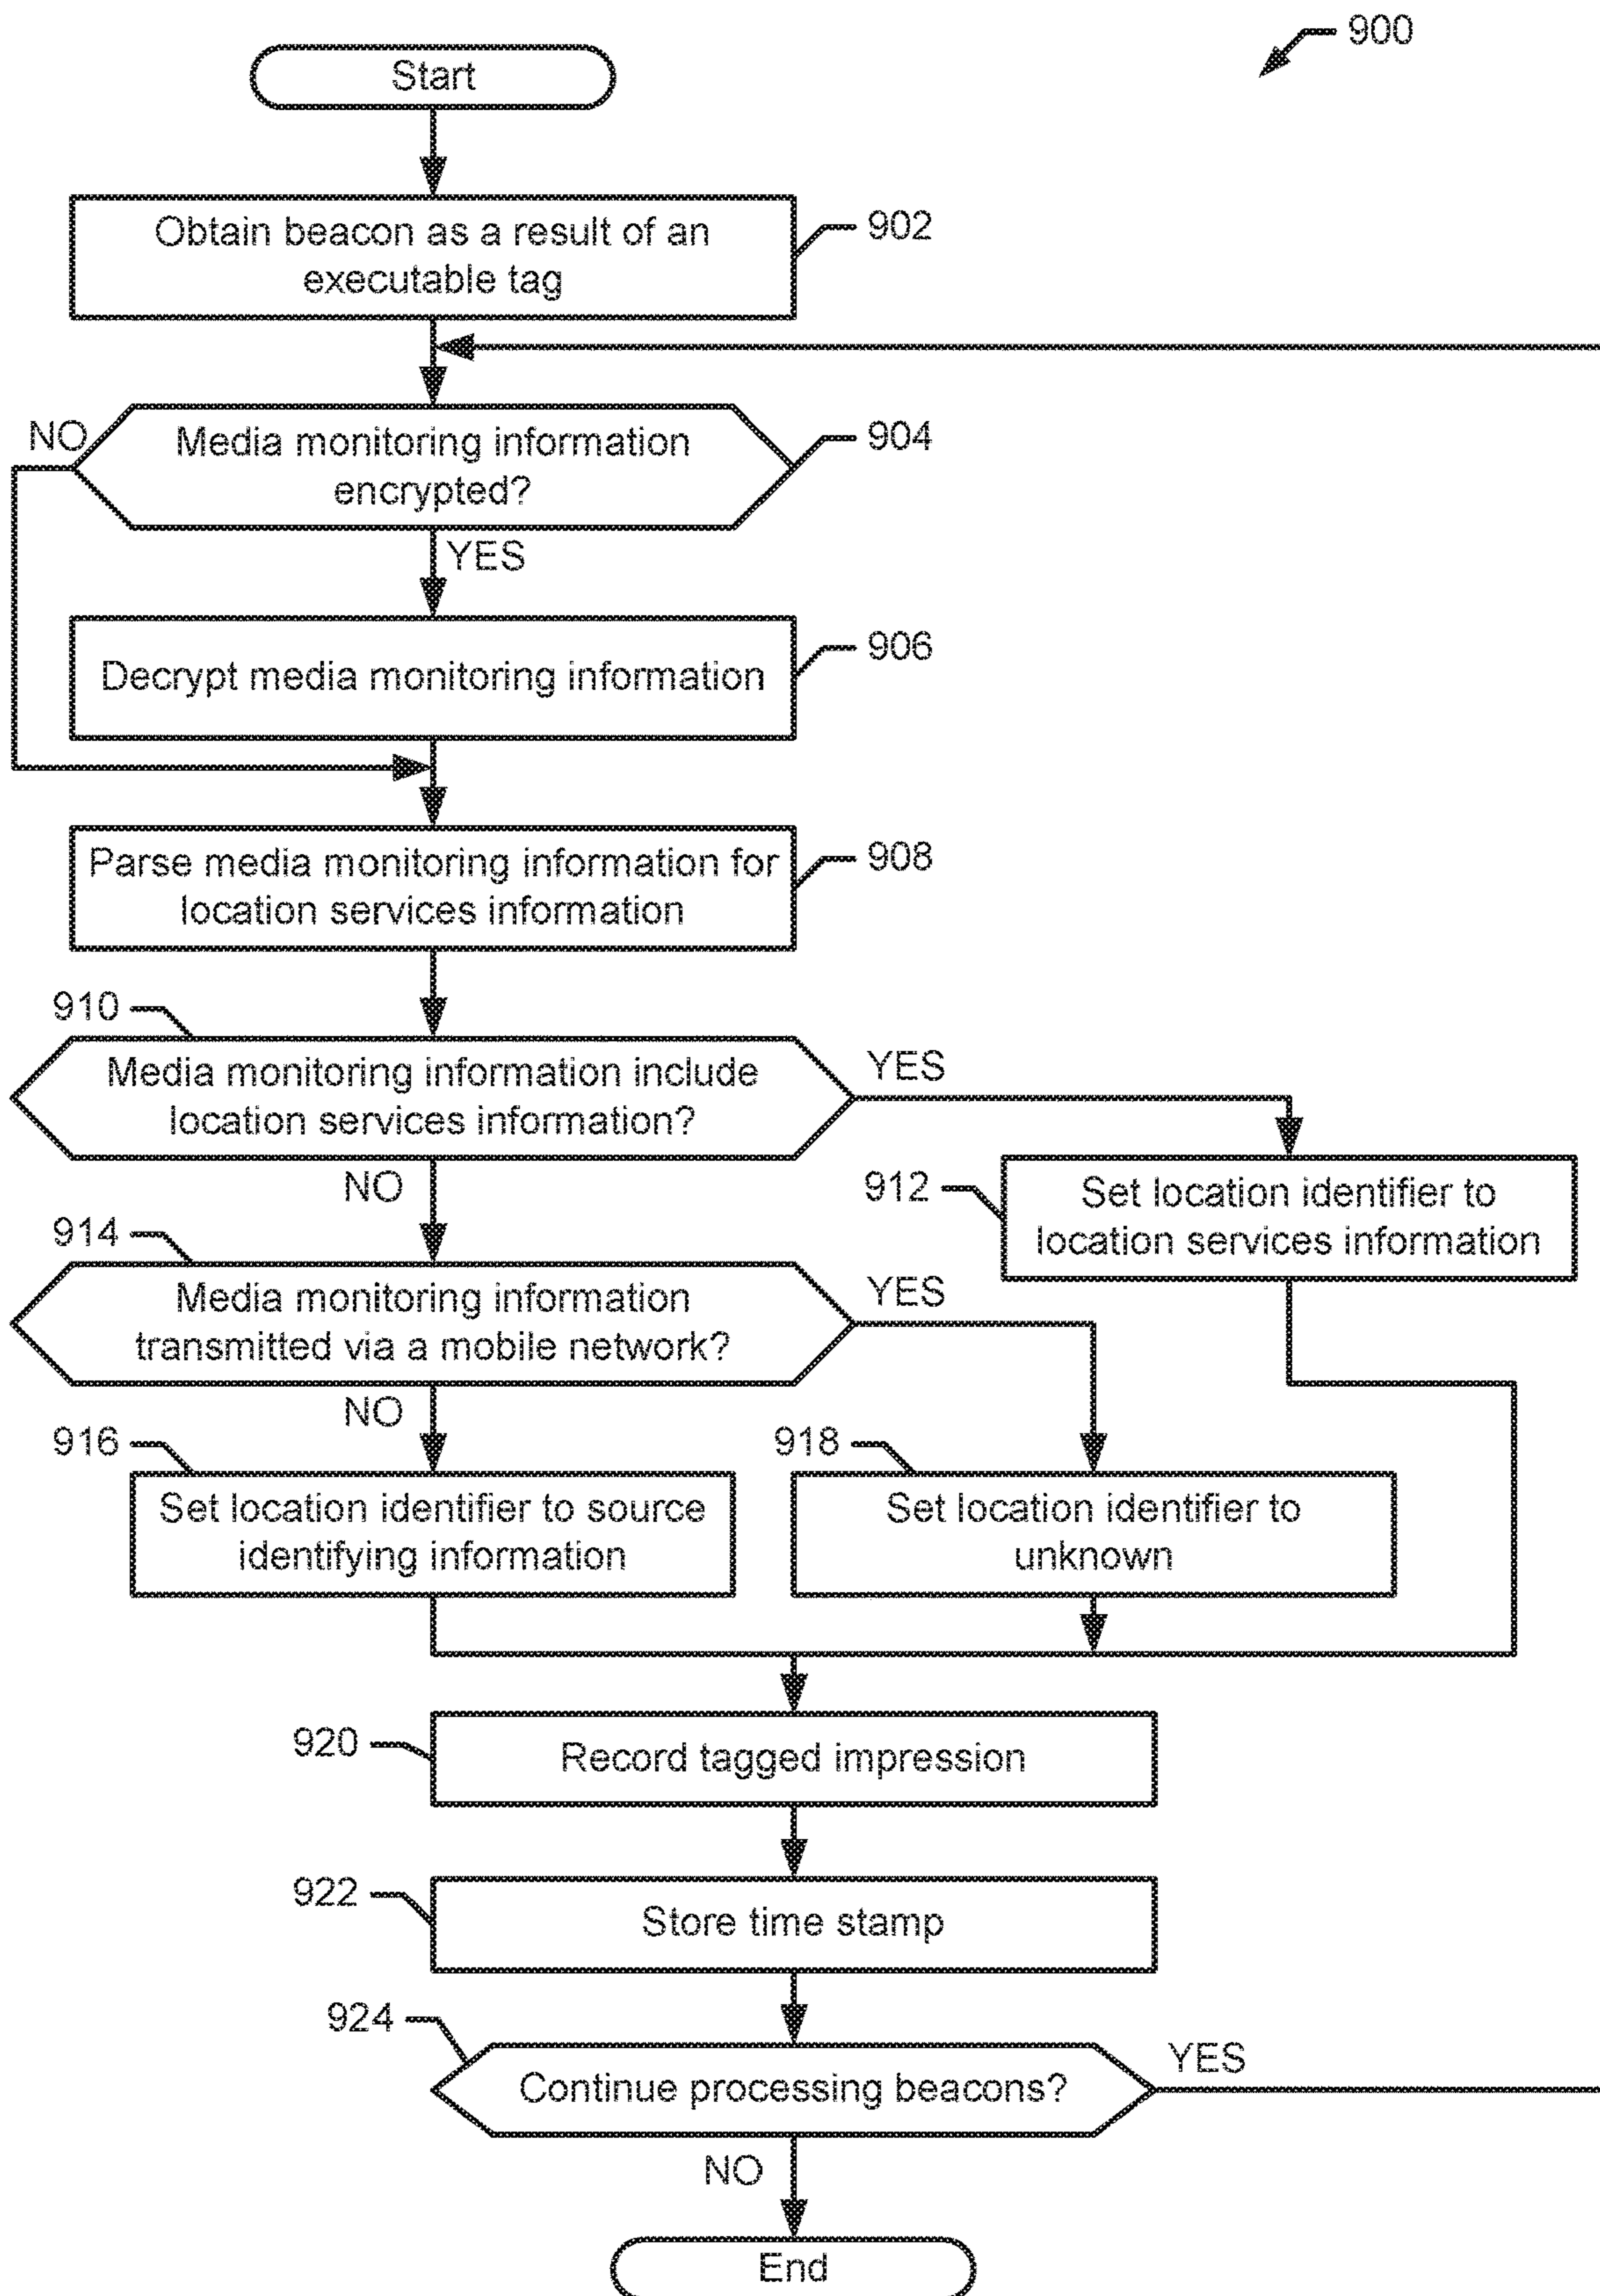 900
Start
Obtain beacon as a result of an
executable tag
902
NO
Media monitoring information
encrypted?
904
YES
Decrypt media monitoring information
906
Parse media monitoring information for
location services information
908
910
Media monitoring information include
location services information?
YES
NO
912
Set location identifier to
location services information
914
Media monitoring information
transmitted via a mobile network?
YES
NO
916
Set location identifier to source
identifying information
918
Set location identifier to
unknown
920
Record tagged impression
922
Store time stamp
924
Continue processing beacons?
YES
NO
End